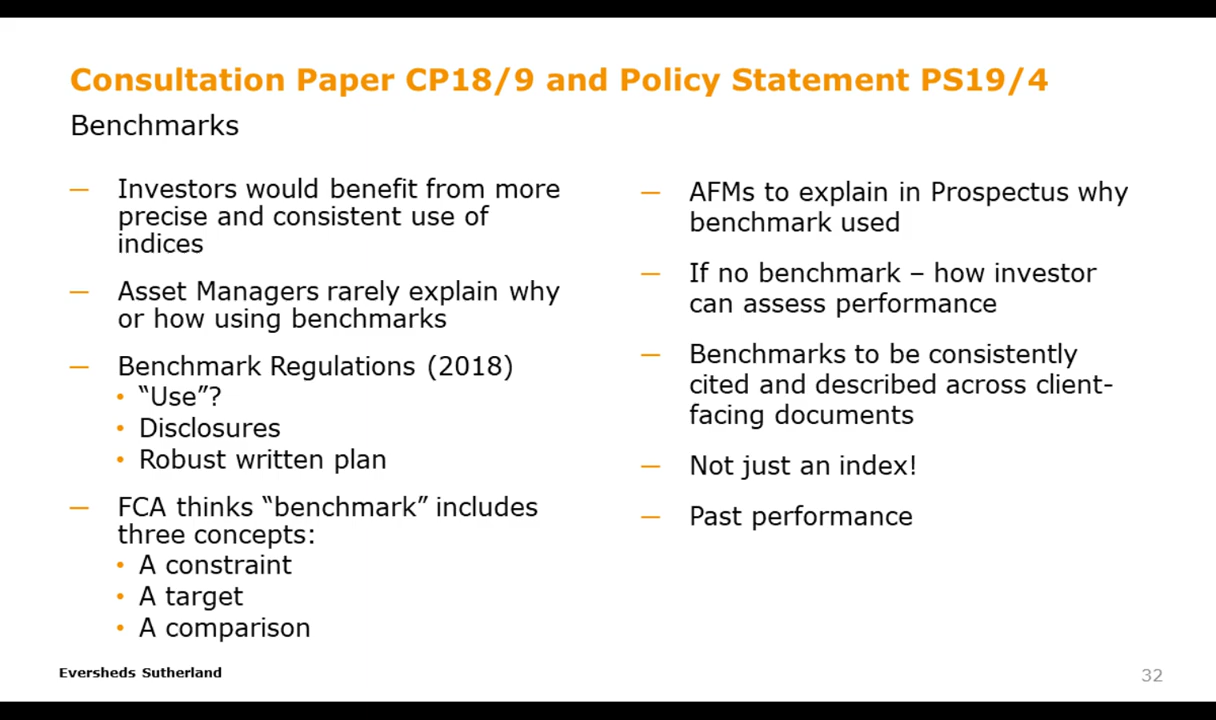 Consultation Paper CP18/9 and Policy Statement PS19/4
Benchmarks
— Investors would benefit from more
precise and consistent use of
indices
— Asset Managers rarely explain why
or how using benchmarks
— Benchmark Regulations (2018)
• “Use”?
• Disclosures
• Robust written plan
— FCA thinks “benchmark” includes
three concepts:
• A constraint
• A target
• A comparison
— AFMs to explain in Prospectus why
benchmark used
— If no benchmark – how investor
can assess performance
— Benchmarks to be consistently
cited and described across client-
facing documents
— Not just an index!
— Past performance
Eversheds Sutherland
32